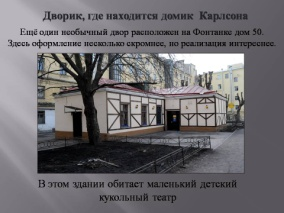 Дворик, где находится домик Карлсона
Ещё один необычный двор расположен на Фонтанке дом 50.
Здесь оформление несколько скромнее, но реализация интереснее.
В этом здании обитает маленький детский
кукольный театр